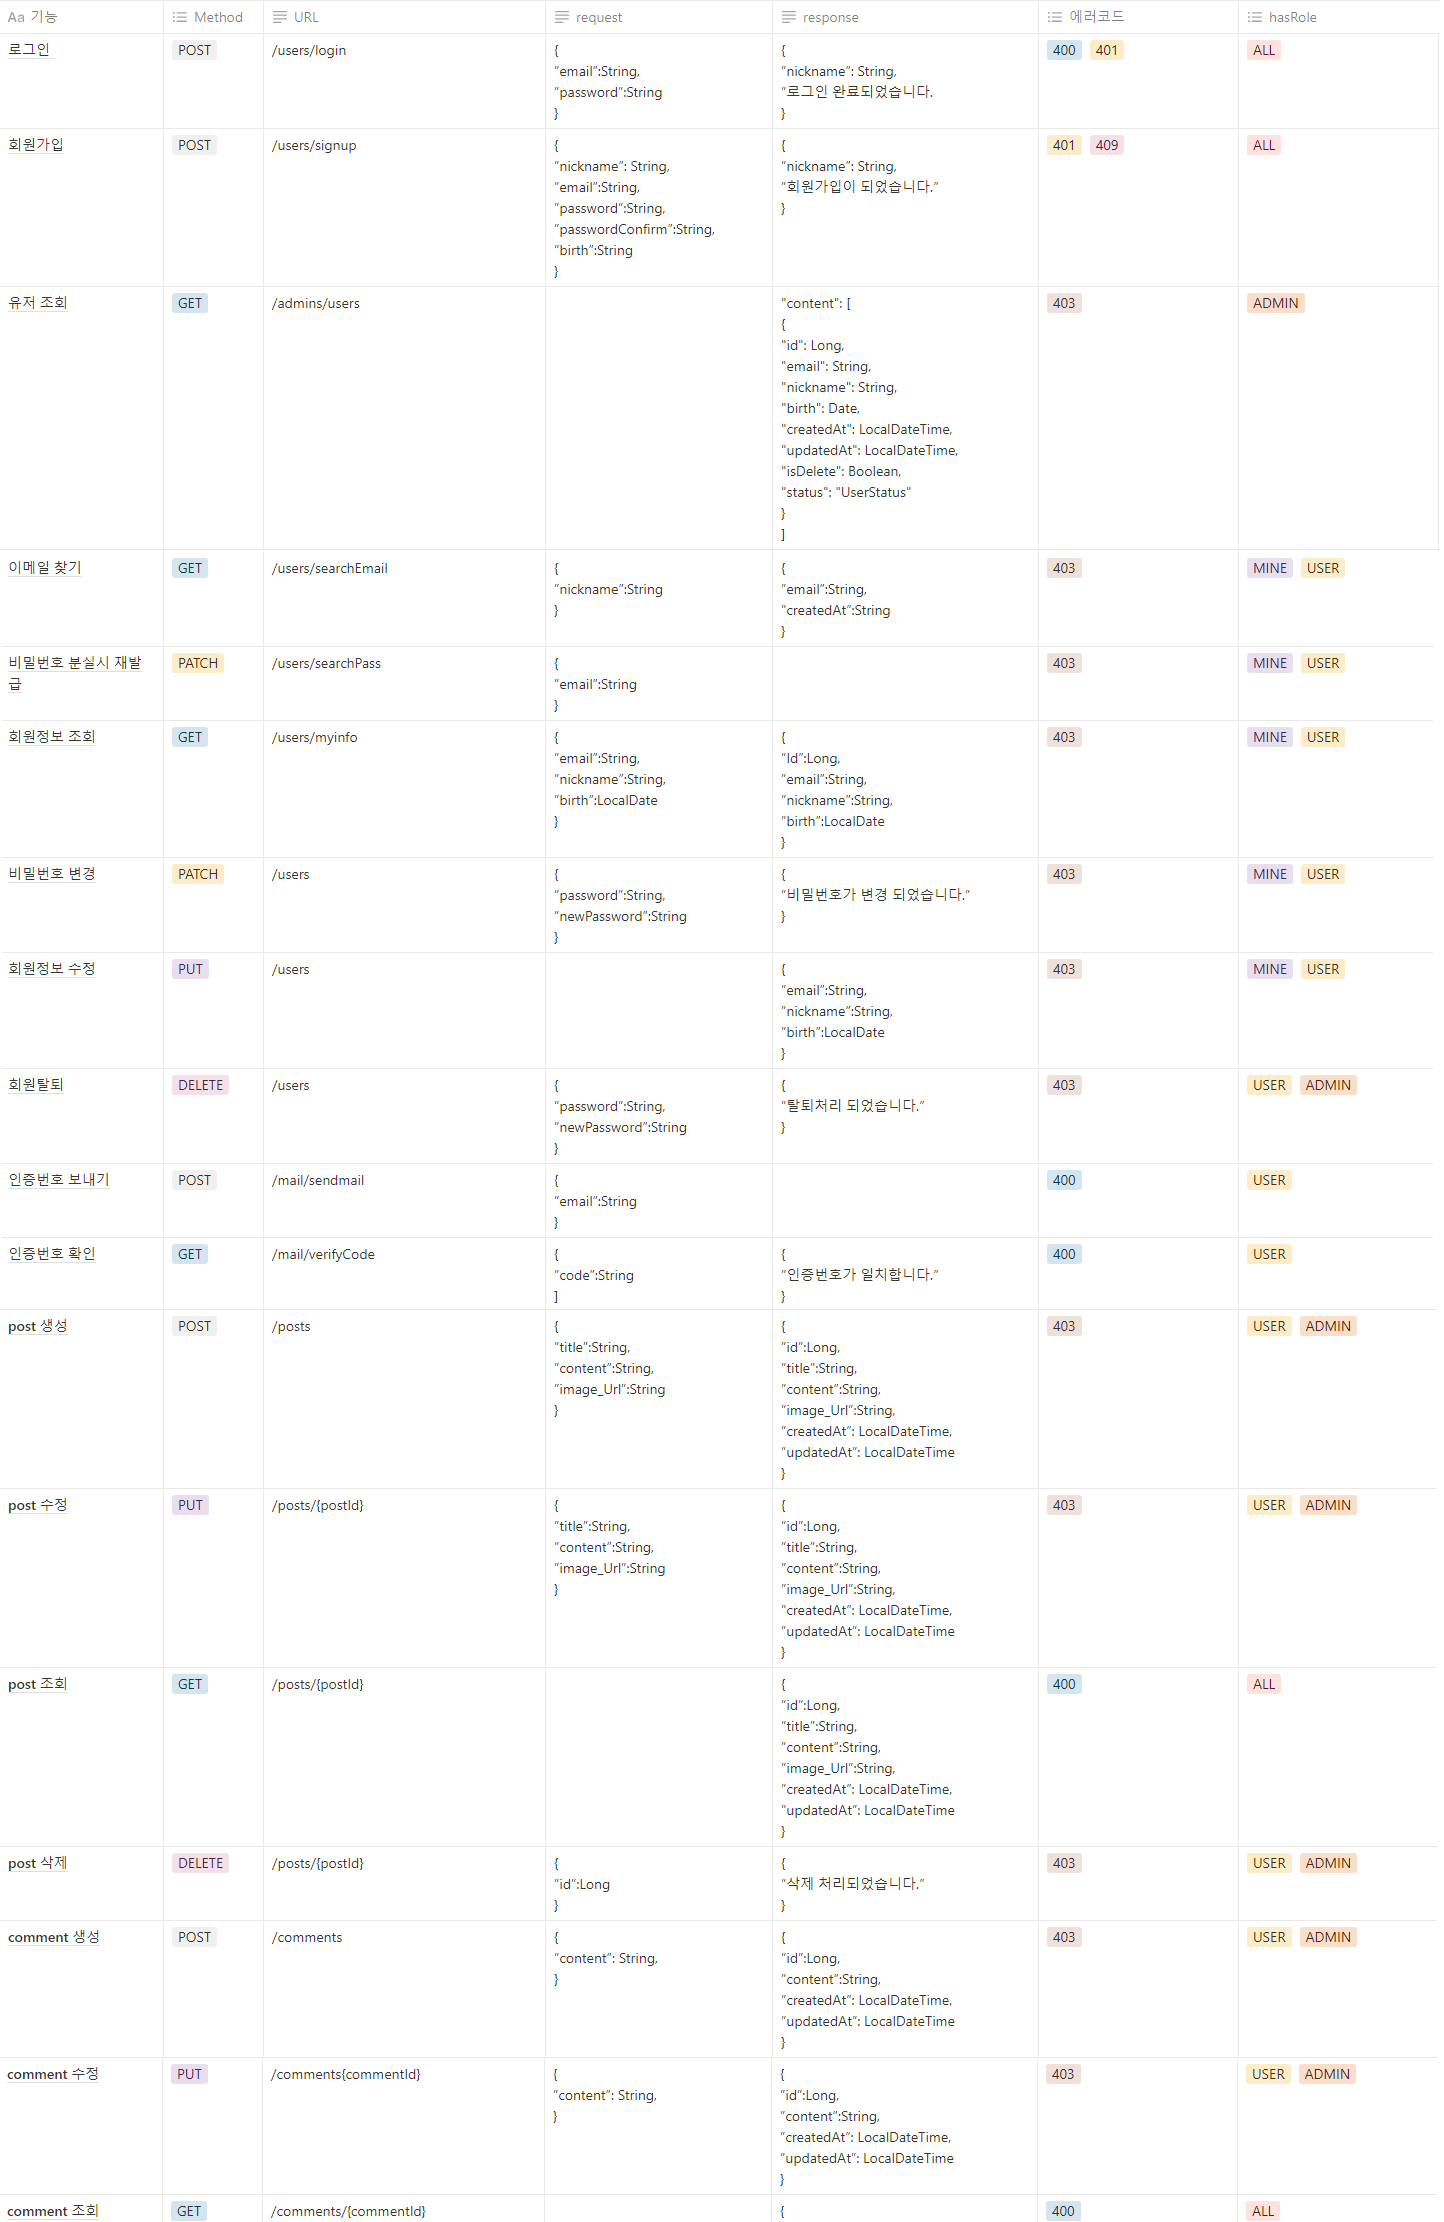 Aa 기능 Method URL request response 에러코드 hasRole
로그인 POST /users/login { { 400 401 ALL
“email”:String, “nickname”: String,
“password”:String “로그인 완료되었습니다.
} }
회원가입 POST /users/signup { { 401 409 ALL
“nickname”: String, “nickname”: String,
“email”:String, “회원가입이 되었습니다.”
“password”:String, }
“passwordConfirm”:String,
“birth”:String
}
유저 조회 GET /admins/users "content": [ 403 ADMIN
{
"id": Long,
"email": String,
"nickname": String,
"birth": Date,
"createdAt": LocalDateTime,
"updatedAt": LocalDateTime,
"isDelete": Boolean,
"status": "UserStatus"
}
]
이메일 찾기 GET /users/searchEmail { { 403 MINE USER
“nickname”:String “email”:String,
} “createdAt”:String
}
비밀번호 분실시 재발 PATCH /users/searchPass { 403 MINE USER
급 “email”:String
}
회원정보 조회 GET /users/myinfo { { 403 MINE USER
“email”:String, “Id”:Long,
“nickname”:String, “email”:String,
“birth”:LocalDate “nickname”:String,
} “birth”:LocalDate
}
비밀번호 변경 PATCH /users { { 403 MINE USER
“password”:String, “비밀번호가 변경 되었습니다.”
“newPassword”:String }
}
회원정보 수정 PUT /users { 403 MINE USER
“email”:String,
“nickname”:String,
“birth”:LocalDate
}
회원탈퇴 DELETE /users { { 403 USER ADMIN
“password”:String, “탈퇴처리 되었습니다.”
“newPassword”:String }
}
인증번호 보내기 POST /mail/sendmail { 400 USER
“email”:String
}
인증번호 확인 GET /mail/verifyCode { { 400 USER
“code”:String “인증번호가 일치합니다.”
] }
post 생성 POST /posts { { 403 USER ADMIN
“title”:String, “id”:Long,
“content”:String, “title”:String,
“image_Url”:String “content”:String,
} “image_Url”:String,
“createdAt”: LocalDateTime,
“updatedAt”: LocalDateTime
}
post 수정 PUT /posts/{postId} { { 403 USER ADMIN
“title”:String, “id”:Long,
“content”:String, “title”:String,
“image_Url”:String “content”:String,
} “image_Url”:String,
“createdAt”: LocalDateTime,
“updatedAt”: LocalDateTime
}
post 조회 GET /posts/{postId} { 400 ALL
“id”:Long,
“title”:String,
“content”:String,
“image_Url”:String,
“createdAt”: LocalDateTime,
“updatedAt”: LocalDateTime
}
post 삭제 DELETE /posts/{postId} { { 403 USER ADMIN
“id”:Long “삭제 처리되었습니다.”
} }
comment 생성 POST /comments { { 403 USER ADMIN
“content”: String, “id”:Long,
} “content”:String,
“createdAt”: LocalDateTime,
“updatedAt”: LocalDateTime
}
comment 수정 PUT /comments{commentId} { { 403 USER ADMIN
“content”: String, “id”:Long,
} “content”:String,
“createdAt”: LocalDateTime,
“updatedAt”: LocalDateTime
}
comment 조회 GET /comments/{commentId} { 400 ALL